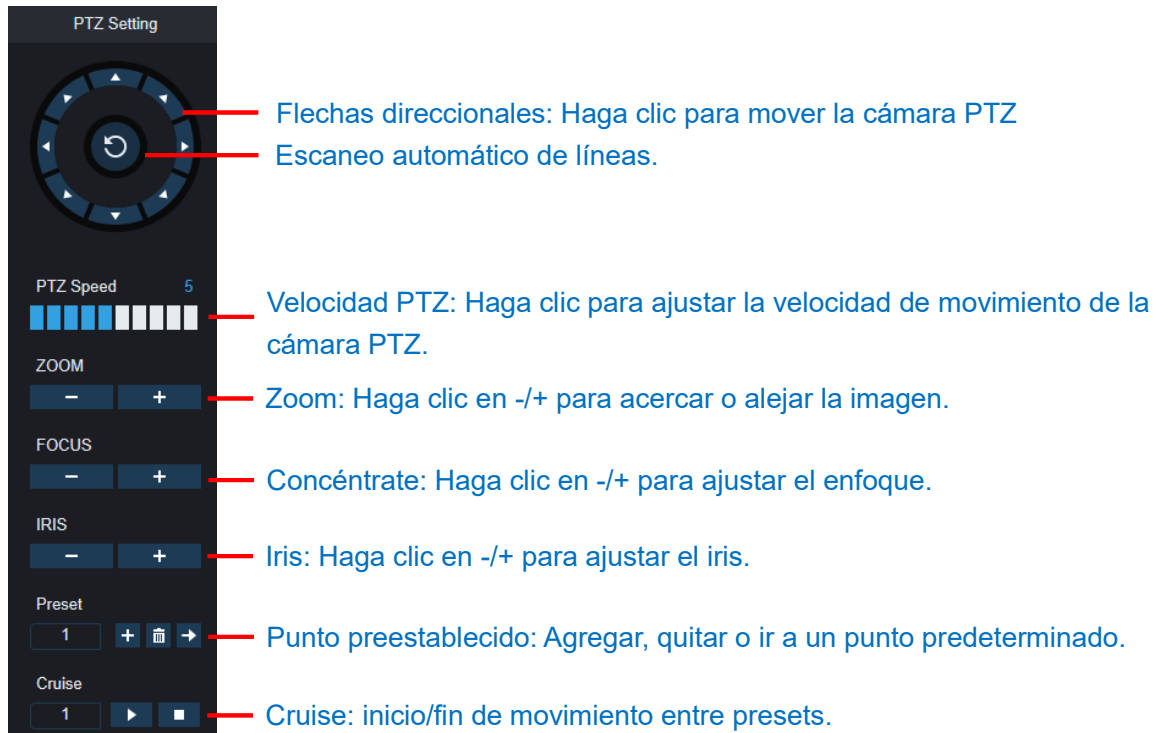 PTZ Setting
Flechas direccionales: Haga clic para mover la cámara PTZ
Escaneo automático de líneas.
PTZ Speed 5
Velocidad PTZ: Haga clic para ajustar la velocidad de movimiento de la
cámara PTZ.
ZOOM
- +
Zoom: Haga clic en -/+ para acercar o alejar la imagen.
FOCUS
- +
Concéntrate: Haga clic en -/+ para ajustar el enfoque.
IRIS
- +
Iris: Haga clic en -/+ para ajustar el iris.
Preset
1 +
Punto preestablecido: Agregar, quitar o ir a un punto predeterminado.
Cruise
1
Cruise: inicio/fin de movimiento entre presets.